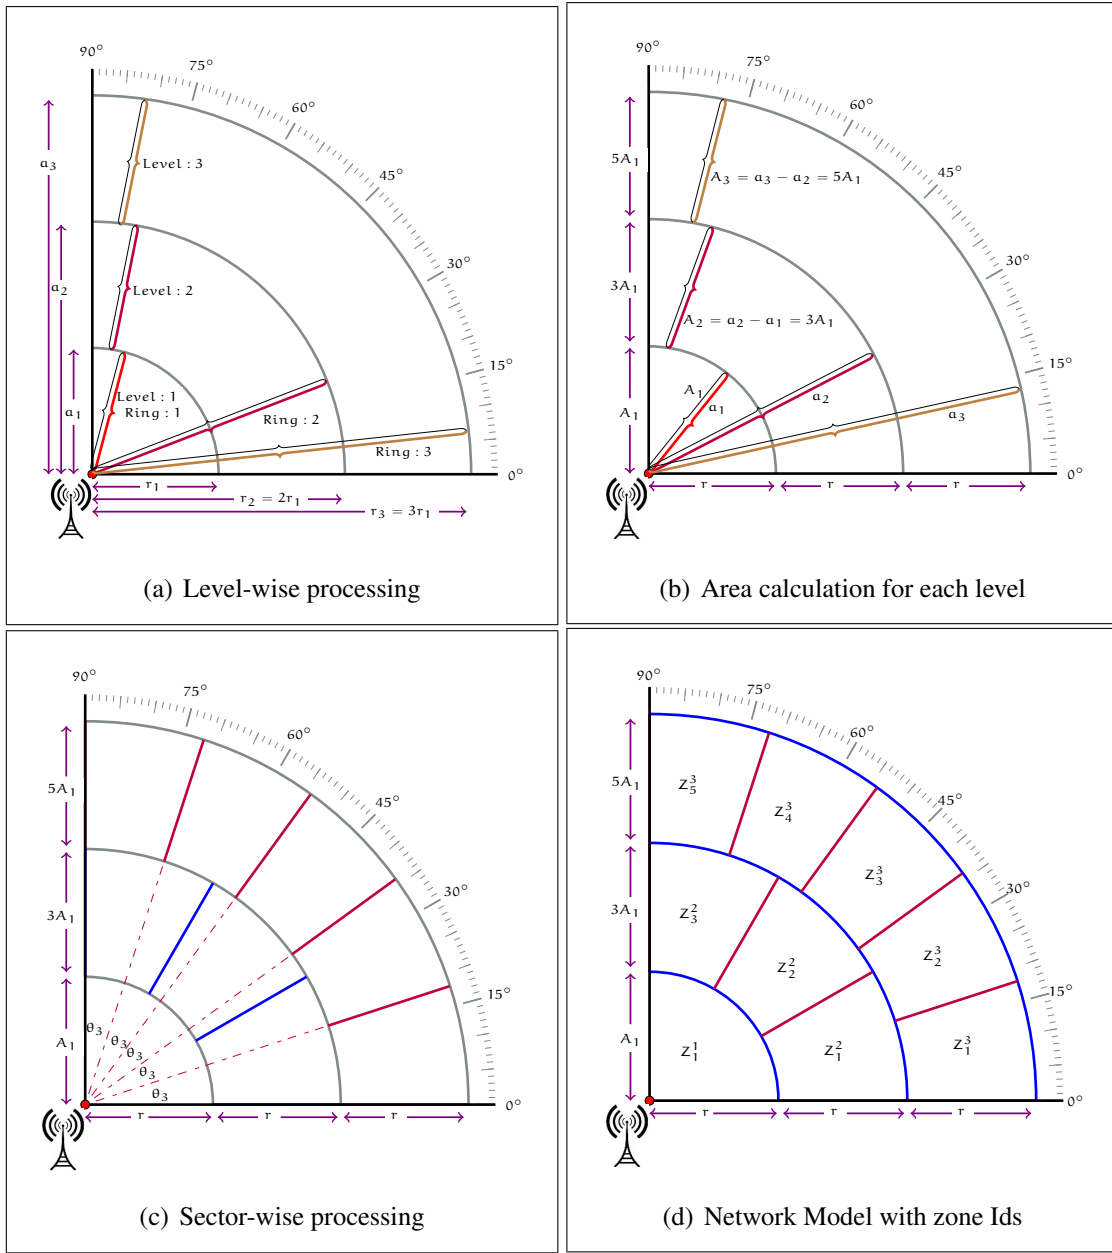 90°
75°
60°
45°
30°
15°
0°
a₃
a₂
a₁
Level : 3
Level : 2
Level : 1
Ring : 1
Ring : 2
Ring : 3
r₁
r₂ = 2r₁
r₃ = 3r₁
(a) Level-wise processing
90°
75°
60°
45°
30°
15°
0°
5A₁
3A₁
A₁
A₃ = a₃ − a₂ = 5A₁
A₂ = a₂ − a₁ = 3A₁
A₁
a₁
a₂
a₃
r r r
(b) Area calculation for each level
90°
75°
60°
45°
30°
15°
0°
5A₁
3A₁
A₁
θ₃
θ₃
θ₃
θ₃
θ₃
r r r
(c) Sector-wise processing
90°
75°
60°
45°
30°
15°
0°
5A₁
3A₁
A₁
Z₅³
Z₄³
Z₃³
Z₂³
Z₁³
Z₃²
Z₂²
Z₁²
Z₁¹
r r r
(d) Network Model with zone Ids